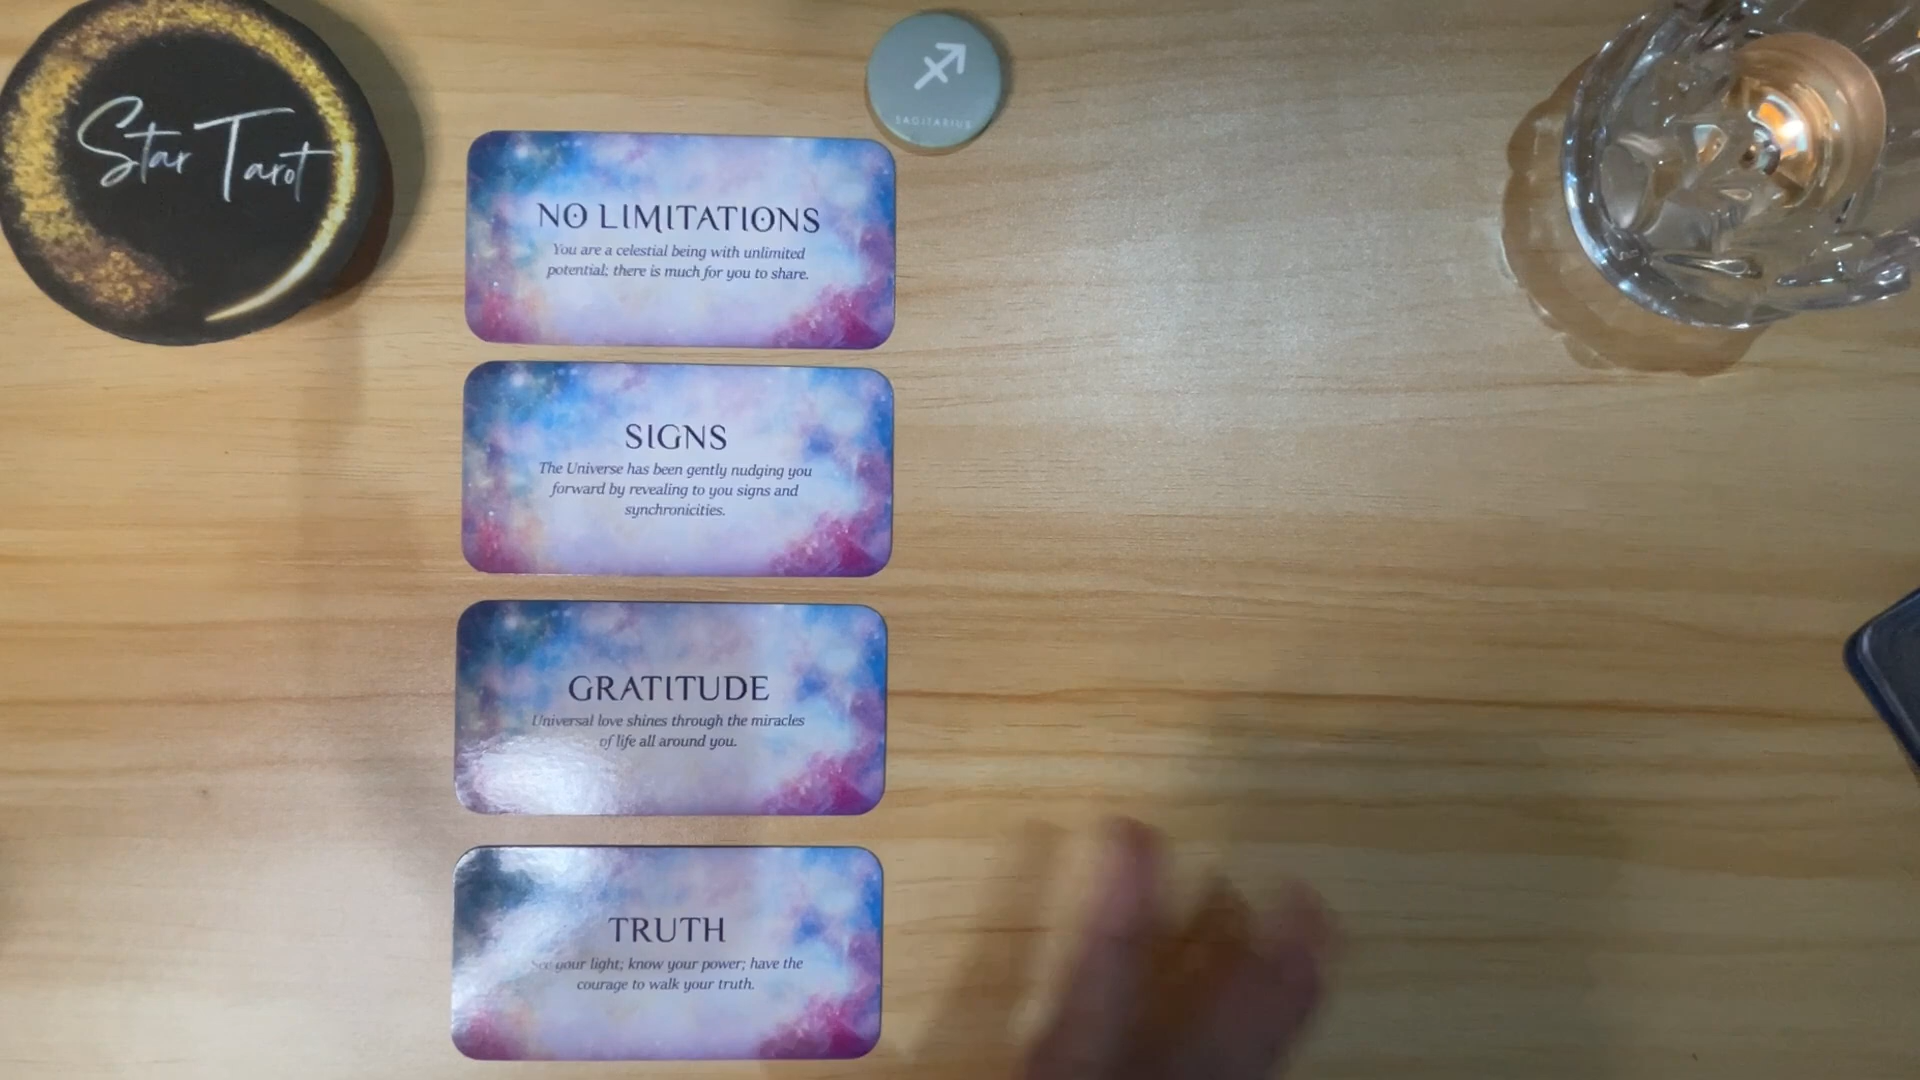 Star Tarot
SAGITARIUS
NO LIMITATIONS
You are a celestial being with unlimited
potential; there is much for you to share.
SIGNS
The Universe has been gently nudging you
forward by revealing to you signs and
synchronicities.
GRATITUDE
Universal love shines through the miracles
of life all around you.
TRUTH
See your light; know your power; have the
courage to walk your truth.